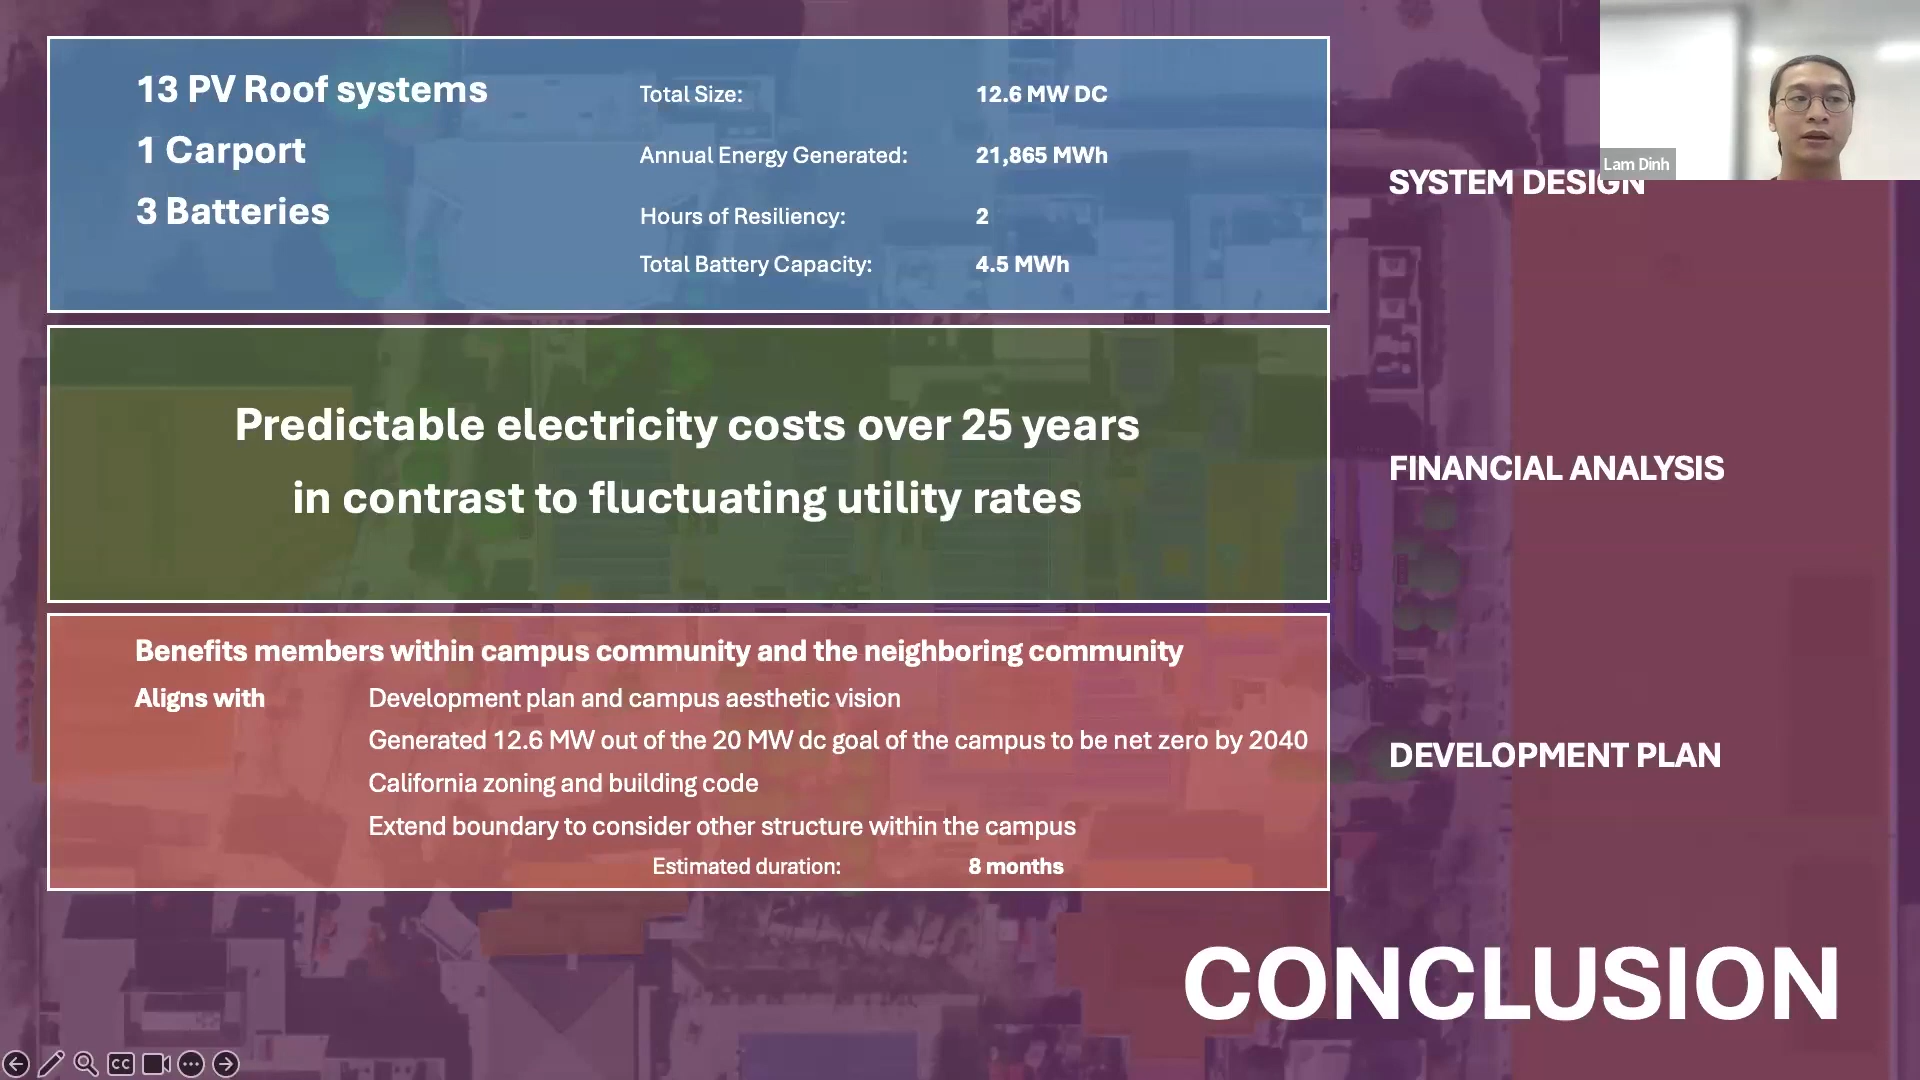 13 PV Roof systems
1 Carport
3 Batteries
Total Size: 12.6 MW DC
Annual Energy Generated: 21,865 MWh
Hours of Resiliency: 2
Total Battery Capacity: 4.5 MWh
Lam Dinh
SYSTEM DESIGN
Predictable electricity costs over 25 years
in contrast to fluctuating utility rates
FINANCIAL ANALYSIS
Benefits members within campus community and the neighboring community
Aligns with Development plan and campus aesthetic vision
Generated 12.6 MW out of the 20 MW dc goal of the campus to be net zero by 2040
California zoning and building code
Extend boundary to consider other structure within the campus
Estimated duration: 8 months
DEVELOPMENT PLAN
CONCLUSION
CC